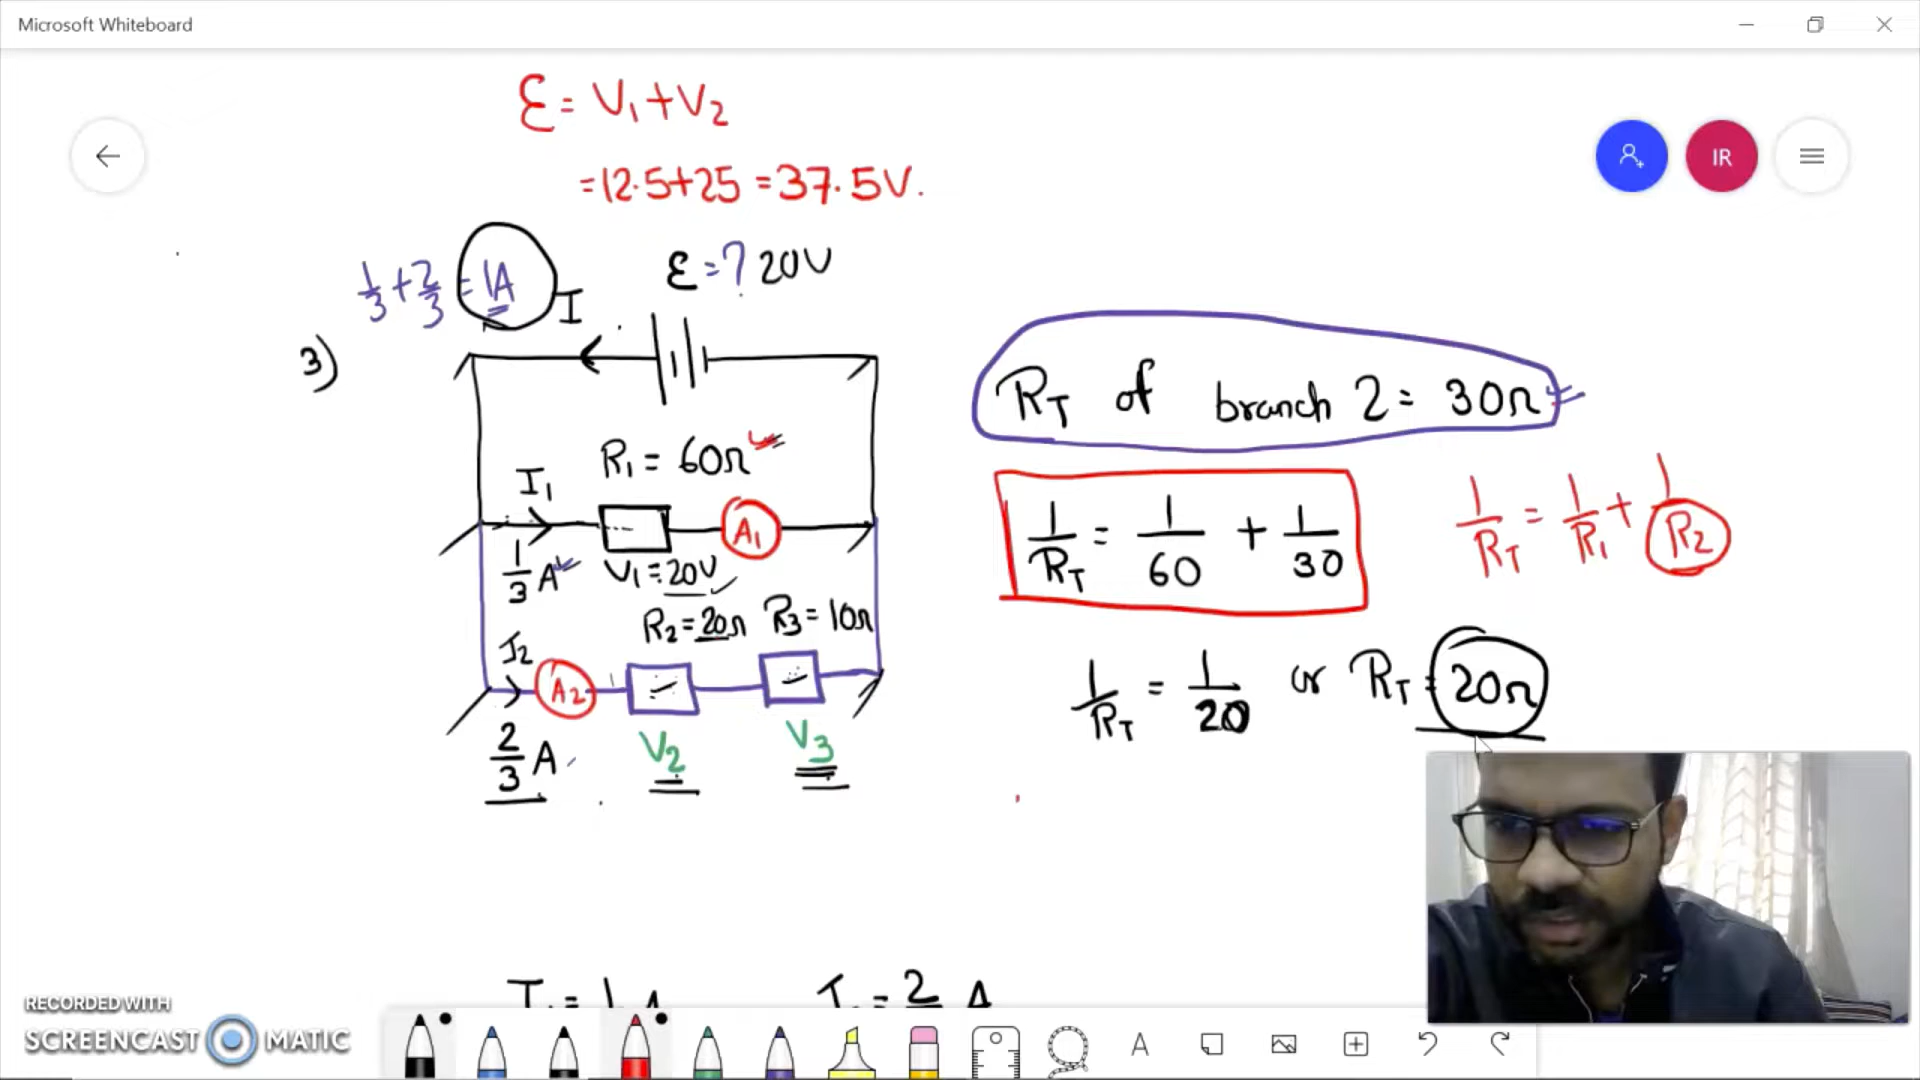 Microsoft Whiteboard
Ɛ = V₁ + V₂
= 12.5 + 25 = 37.5V.
IR
1/3 + 2/3 = 1A
I
Ɛ = ? 20V
3)
R₁ = 60Ω
I₁
A₁
1/3 A
V₁ = 20V
R₂ = 20Ω R₃ = 10Ω
I₂
A₂
2/3 A
V₂
V₃
R_T of branch 2 = 30Ω
1/R_T = 1/60 + 1/30
1/R_T = 1/R₁ + 1/R₂
1/R_T = 1/20 or R_T = 20Ω
RECORDED WITH
SCREENCAST MATIC
A